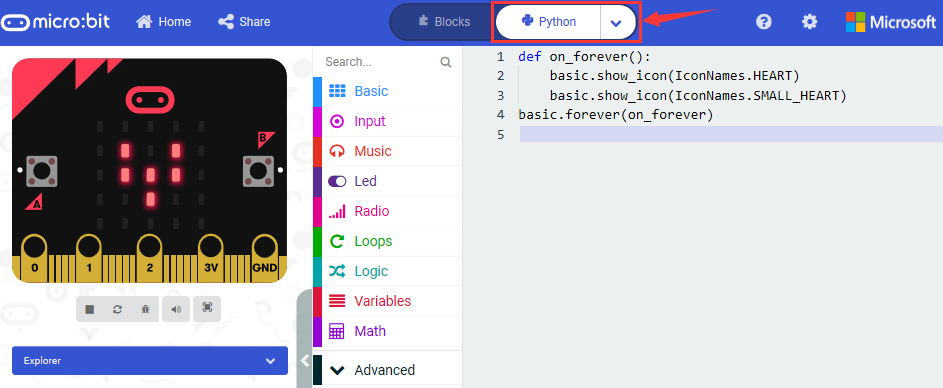 micro:bit Home Share Blocks Python Microsoft
Search...
Basic
Input
Music
Led
Radio
Loops
Logic
Variables
Math
Advanced
B
A
0 1 2 3V GND
Explorer
1 def on_forever():
2 basic.show_icon(IconNames.HEART)
3 basic.show_icon(IconNames.SMALL_HEART)
4 basic.forever(on_forever)
5